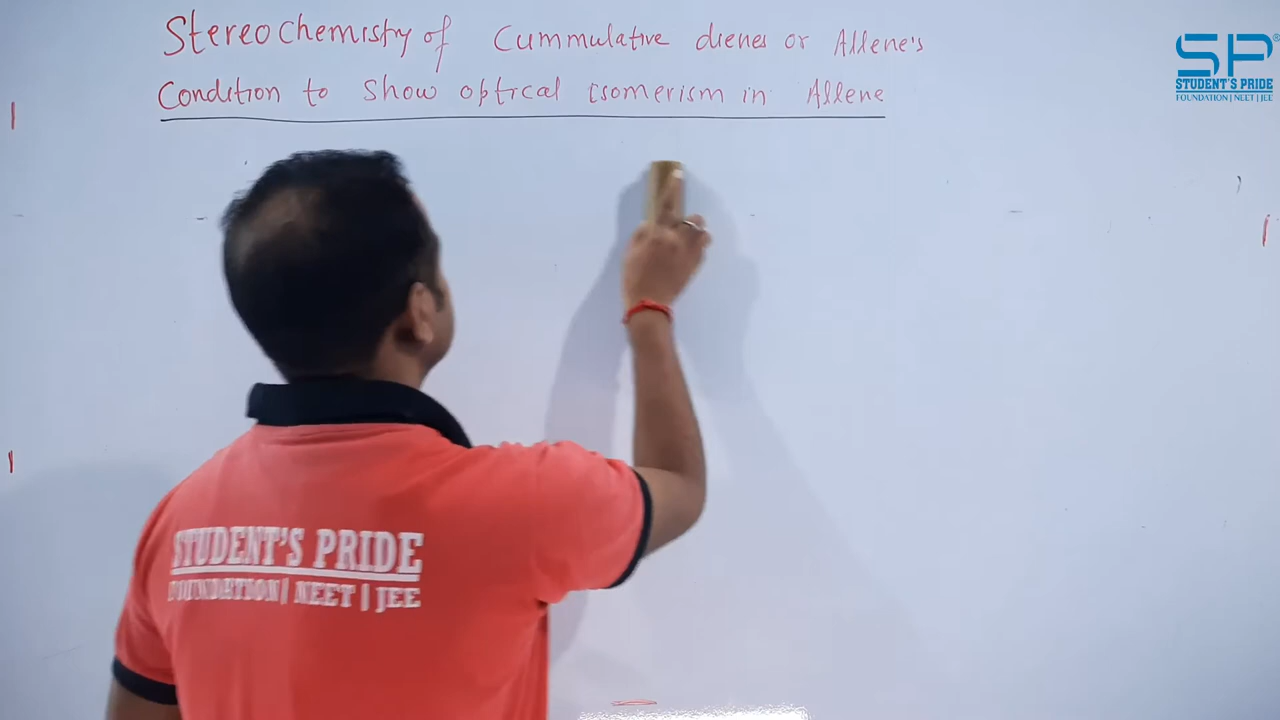 Stereochemistry of Cummulative dienes or Allene's
Condition to show optical isomerism in Allene
SP®
STUDENT'S PRIDE
FOUNDATION | NEET | JEE
STUDENT'S PRIDE
FOUNDATION | NEET | JEE